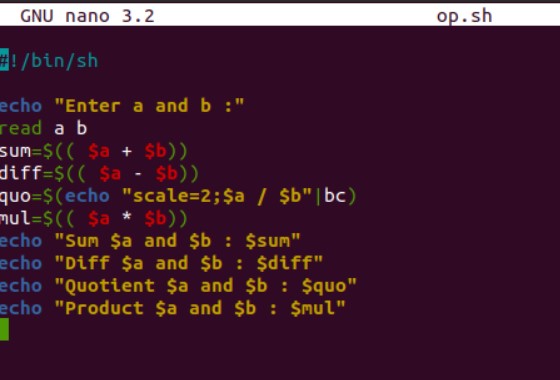 GNU nano 3.2 op.sh
#!/bin/sh
echo "Enter a and b :"
read a b
sum=$(( $a + $b))
diff=$(( $a - $b))
quo=$(echo "scale=2;$a / $b"|bc)
mul=$(( $a * $b))
echo "Sum $a and $b : $sum"
echo "Diff $a and $b : $diff"
echo "Quotient $a and $b : $quo"
echo "Product $a and $b : $mul"